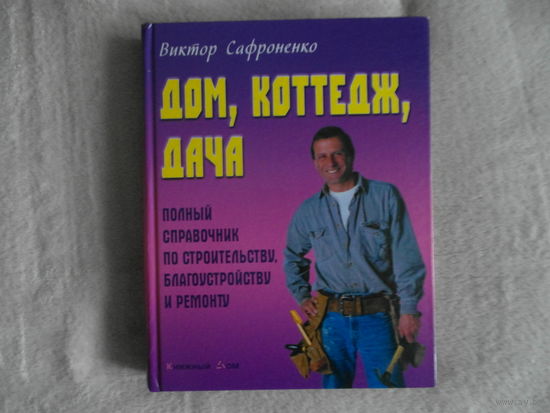 Виктор Сафроненко
ДОМ, КОТТЕДЖ,
ДАЧА
ПОЛНЫЙ
СПРАВОЧНИК
ПО СТРОИТЕЛЬСТВУ,
БЛАГОУСТРОЙСТВУ
И РЕМОНТУ
Книжный Дом